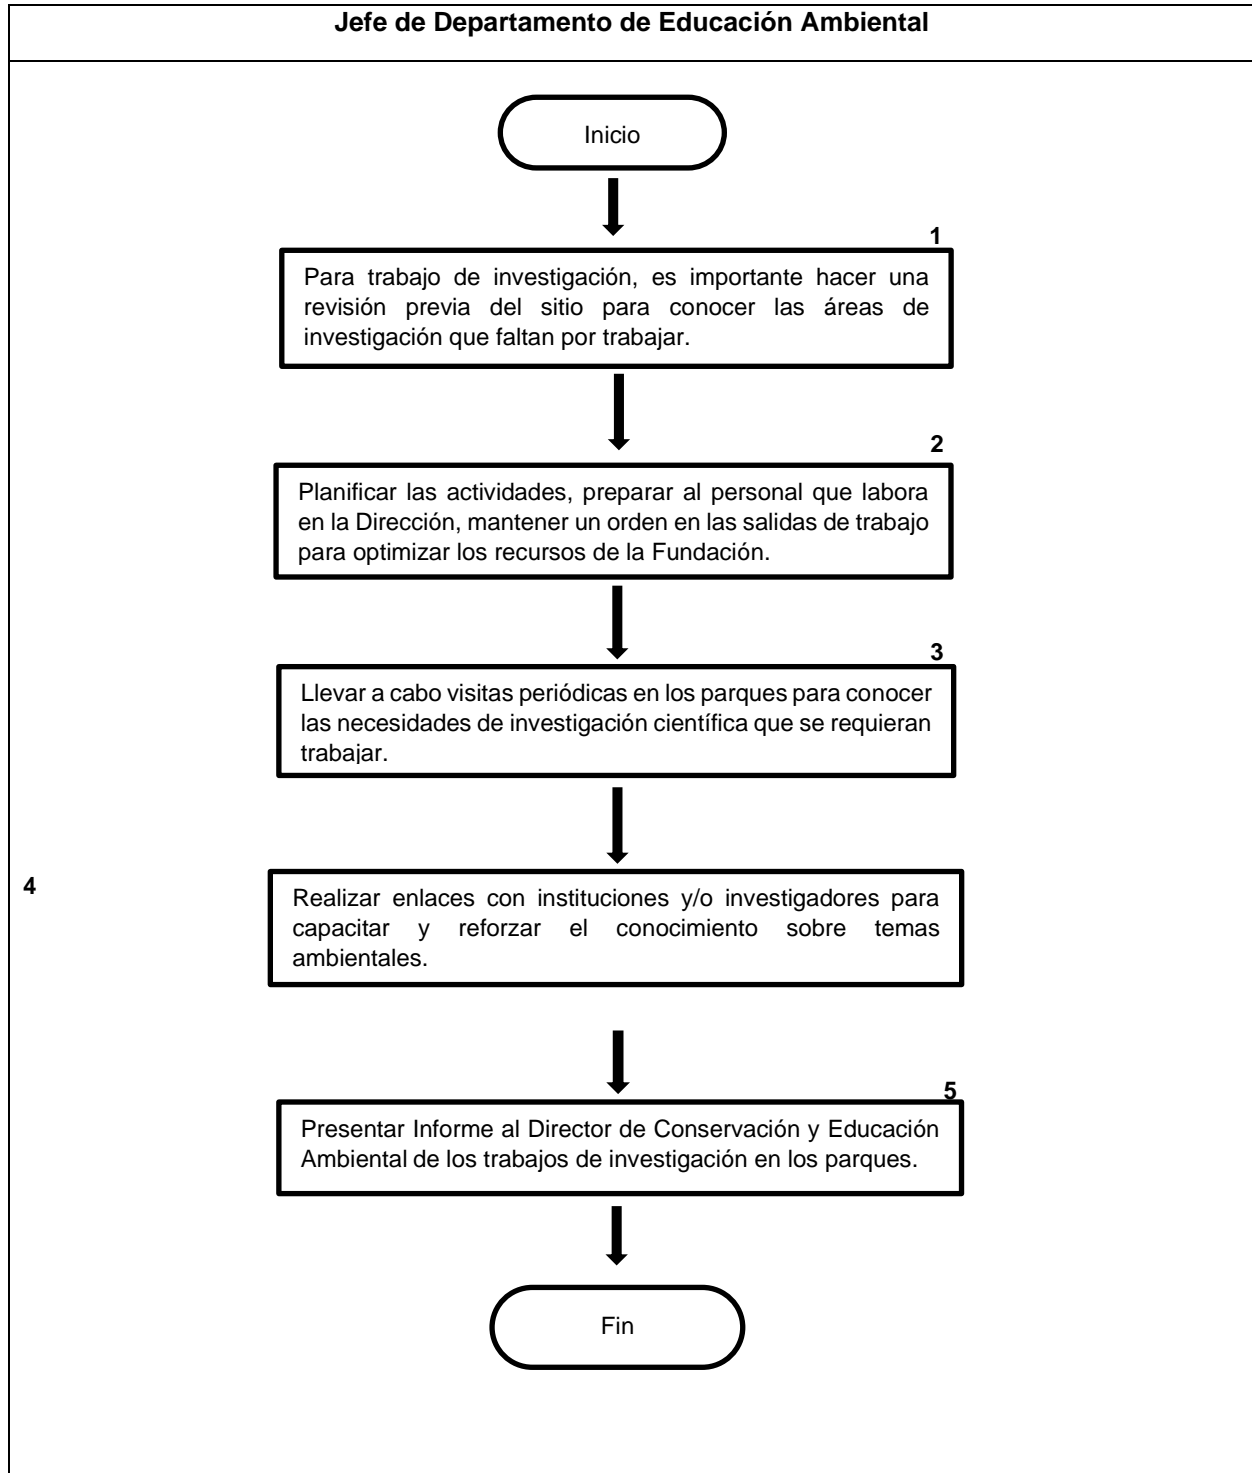 Jefe de Departamento de Educación Ambiental
Inicio
1
Para trabajo de investigación, es importante hacer una
revisión previa del sitio para conocer las áreas de
investigación que faltan por trabajar.
2
Planificar las actividades, preparar al personal que labora
en la Dirección, mantener un orden en las salidas de trabajo
para optimizar los recursos de la Fundación.
3
Llevar a cabo visitas periódicas en los parques para conocer
las necesidades de investigación científica que se requieran
trabajar.
4
Realizar enlaces con instituciones y/o investigadores para
capacitar y reforzar el conocimiento sobre temas
ambientales.
5
Presentar Informe al Director de Conservación y Educación
Ambiental de los trabajos de investigación en los parques.
Fin